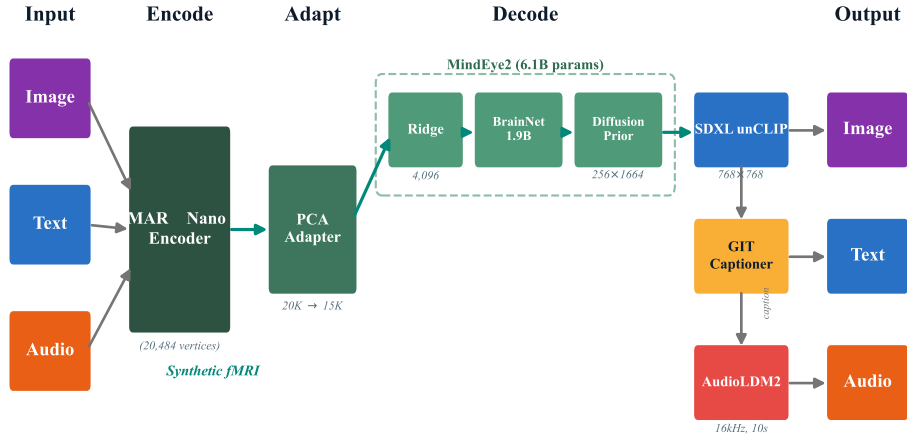 Input
Encode
Adapt
Decode
Output
MindEye2 (6.1B params)
Image
Text
Audio
MAR Nano
Encoder
(20,484 vertices)
Synthetic fMRI
PCA
Adapter
20K → 15K
Ridge
4,096
BrainNet
1.9B
Diffusion
Prior
256×1664
SDXL unCLIP
768×768
GIT
Captioner
caption
AudioLDM2
16kHz, 10s
Image
Text
Audio